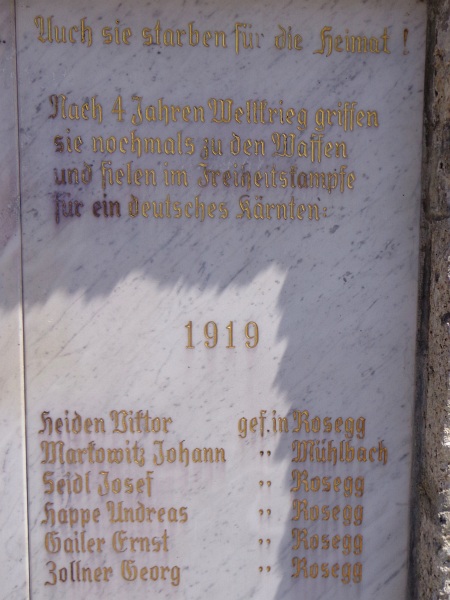 Auch sie starben für die Heimat!
Nach 4 Jahren Weltkrieg griffen
sie nochmals zu den Waffen
und fielen im Freiheitskampfe
für ein deutsches Kärnten:
1919
Heiden Viktor gef. in Rosegg
Markowitz Johann " Mühlbach
Seidl Josef " Rosegg
Happe Andreas " Rosegg
Gailer Ernst " Rosegg
Zollner Georg " Rosegg